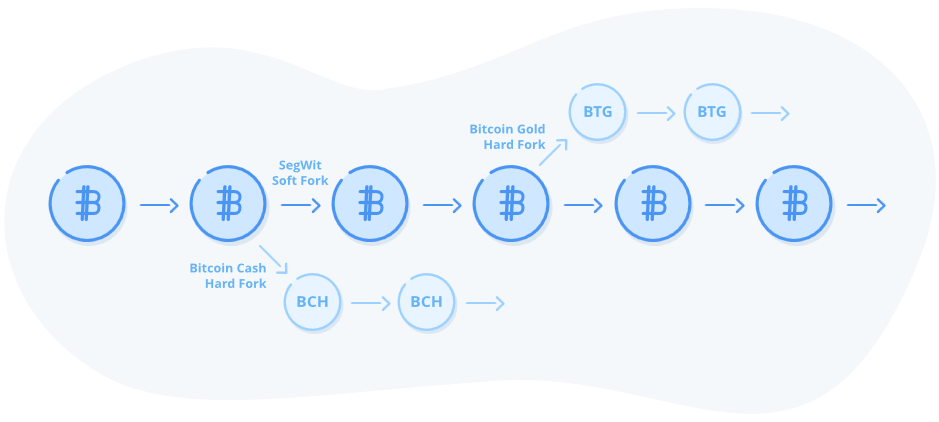 BTG
BTG
Bitcoin Gold
Hard Fork
SegWit
Soft Fork
Bitcoin Cash
Hard Fork
BCH
BCH